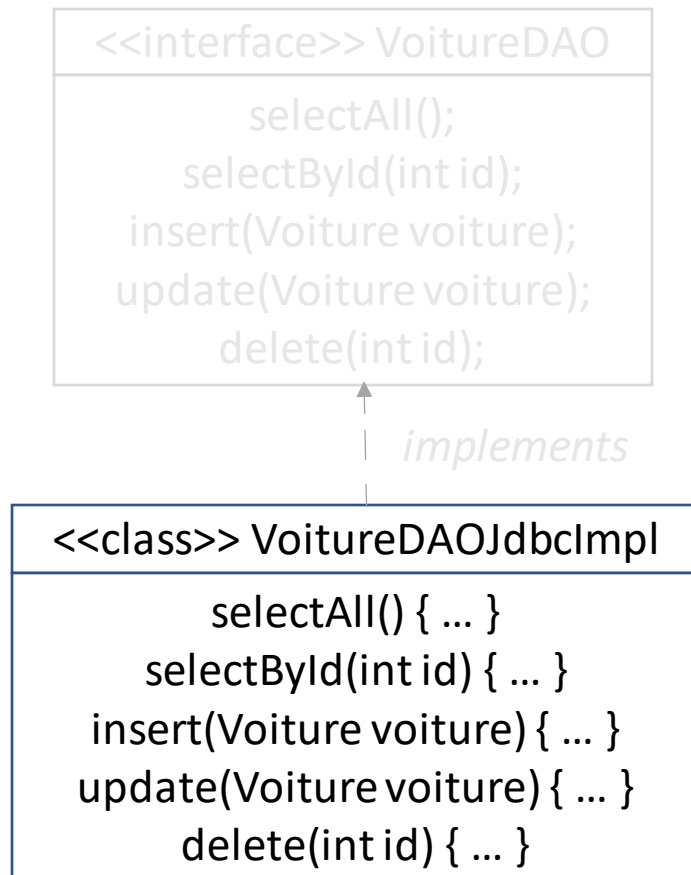 <<interface>> VoitureDAO
selectAll();
selectById(int id);
insert(Voiture voiture);
update(Voiture voiture);
delete(int id);
implements
<<class>> VoitureDAOJdbcImpl
selectAll() { ... }
selectById(int id) { ... }
insert(Voiture voiture) { ... }
update(Voiture voiture) { ... }
delete(int id) { ... }